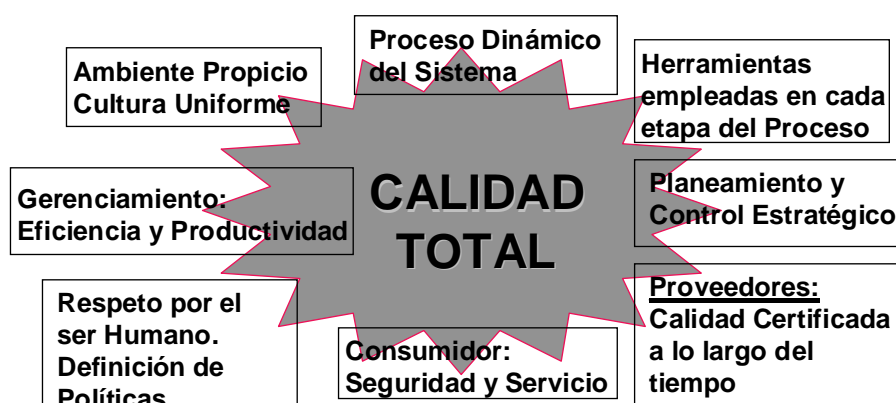 Proceso Dinámico
del Sistema
Ambiente Propicio
Cultura Uniforme
Herramientas
empleadas en cada
etapa del Proceso
CALIDAD
TOTAL
Gerenciamiento:
Eficiencia y Productividad
Planeamiento y
Control Estratégico
Respeto por el
ser Humano.
Definición de
Políticas
Consumidor:
Seguridad y Servicio
Proveedores:
Calidad Certificada
a lo largo del
tiempo